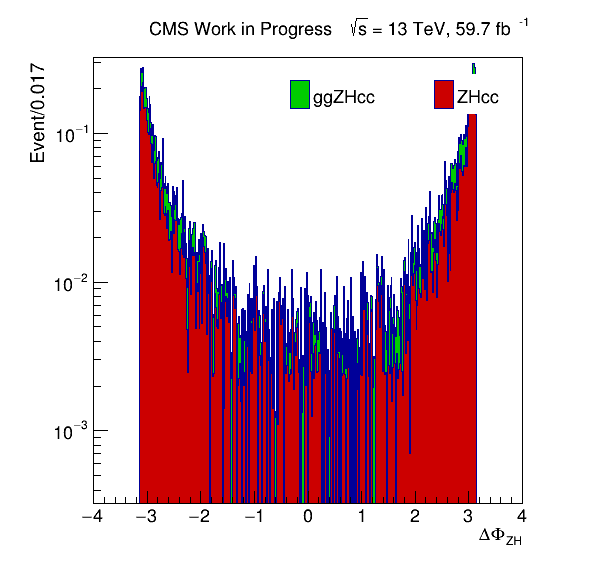 CMS Work in Progress √s = 13 TeV, 59.7 fb⁻¹
Event/0.017
ggZHcc ZHcc
10⁻¹
10⁻²
10⁻³
−4 −3 −2 −1 0 1 2 3 4
ΔΦ_ZH